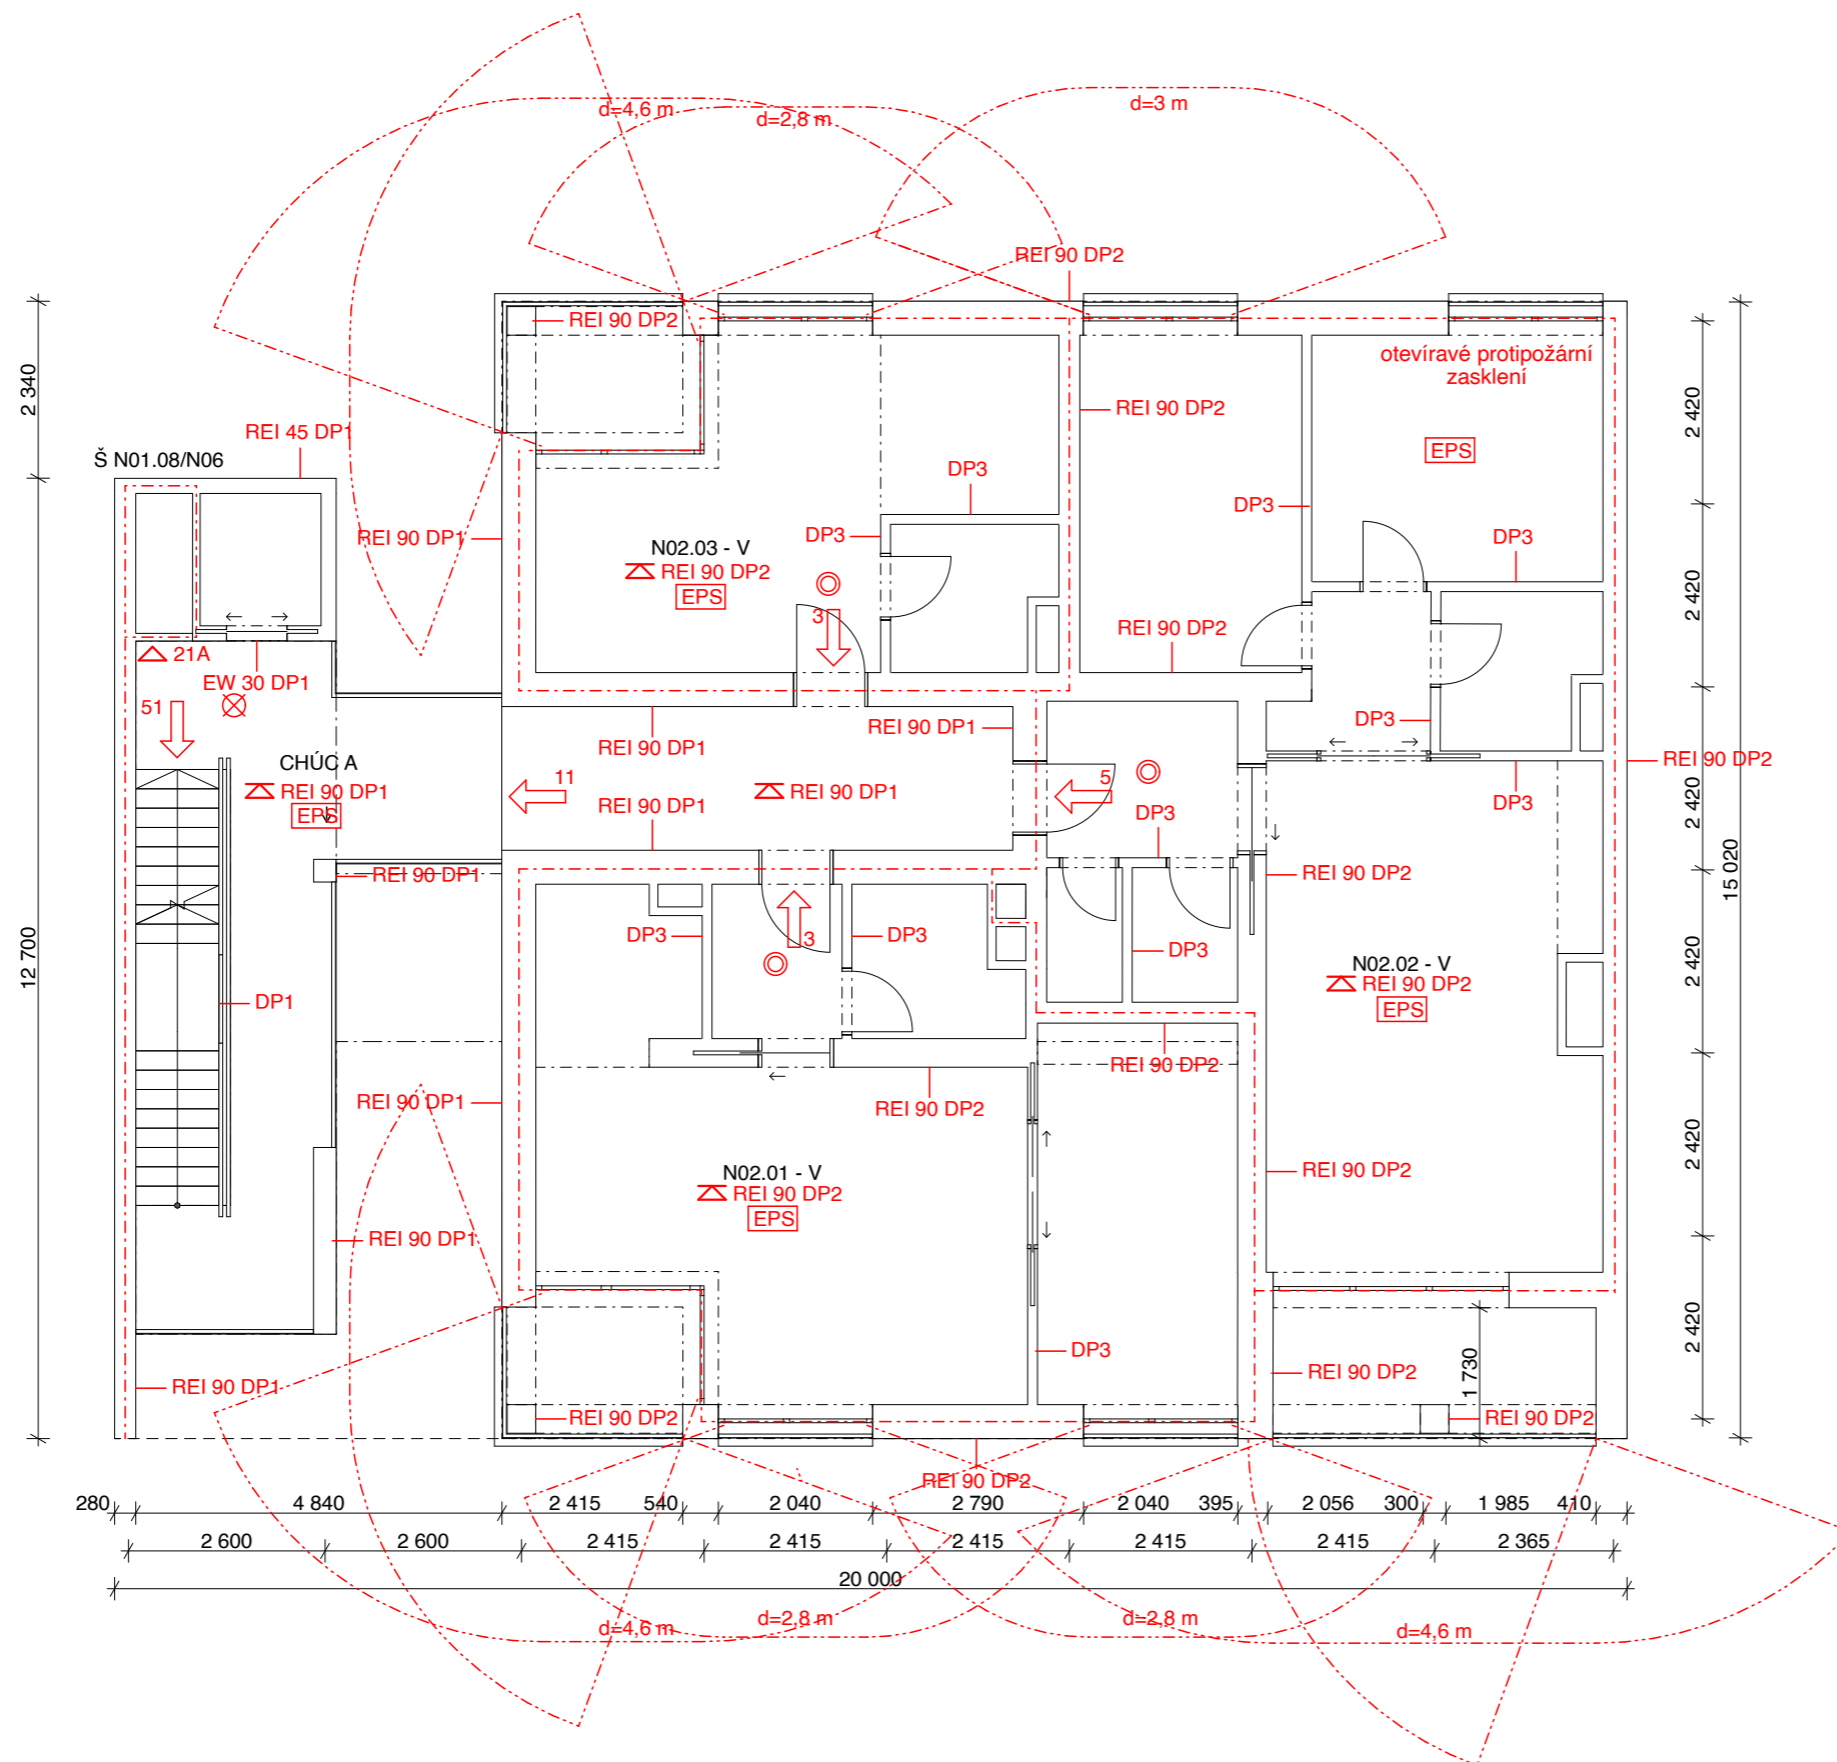 d=4,6 m
d=2,8 m
d=3 m
REI 90 DP2
REI 90 DP2
otevíravé protipožární
zasklení
2 340
REI 90 DP2
2 420
REI 45 DP1
EPS
Š N01.08/N06
DP3
DP3
REI 90 DP1
DP3
DP3
N02.03 - V
REI 90 DP2
EPS
2 420
3
REI 90 DP2
21A
EW 30 DP1
51
DP3
REI 90 DP1
REI 90 DP1
CHÚC A
REI 90 DP2
11
5
REI 90 DP1
REI 90 DP1
DP3
2 420
EPS
REI 90 DP1
DP3
REI 90 DP1
REI 90 DP2
15 020
DP3
3
DP3
DP3
2 420
12 700
N02.02 - V
REI 90 DP2
EPS
DP1
REI 90 DP2
REI 90 DP1
REI 90 DP2
2 420
N02.01 - V
REI 90 DP2
REI 90 DP2
EPS
REI 90 DP1
2 420
DP3
1 730
REI 90 DP1
REI 90 DP2
REI 90 DP2
REI 90 DP2
REI 90 DP2
280
4 840
2 415
540
2 040
2 790
2 040
395
2 056
300
1 985
410
2 600
2 600
2 415
2 415
2 415
2 415
2 415
2 365
20 000
d=4,6 m
d=2,8 m
d=2,8 m
d=4,6 m